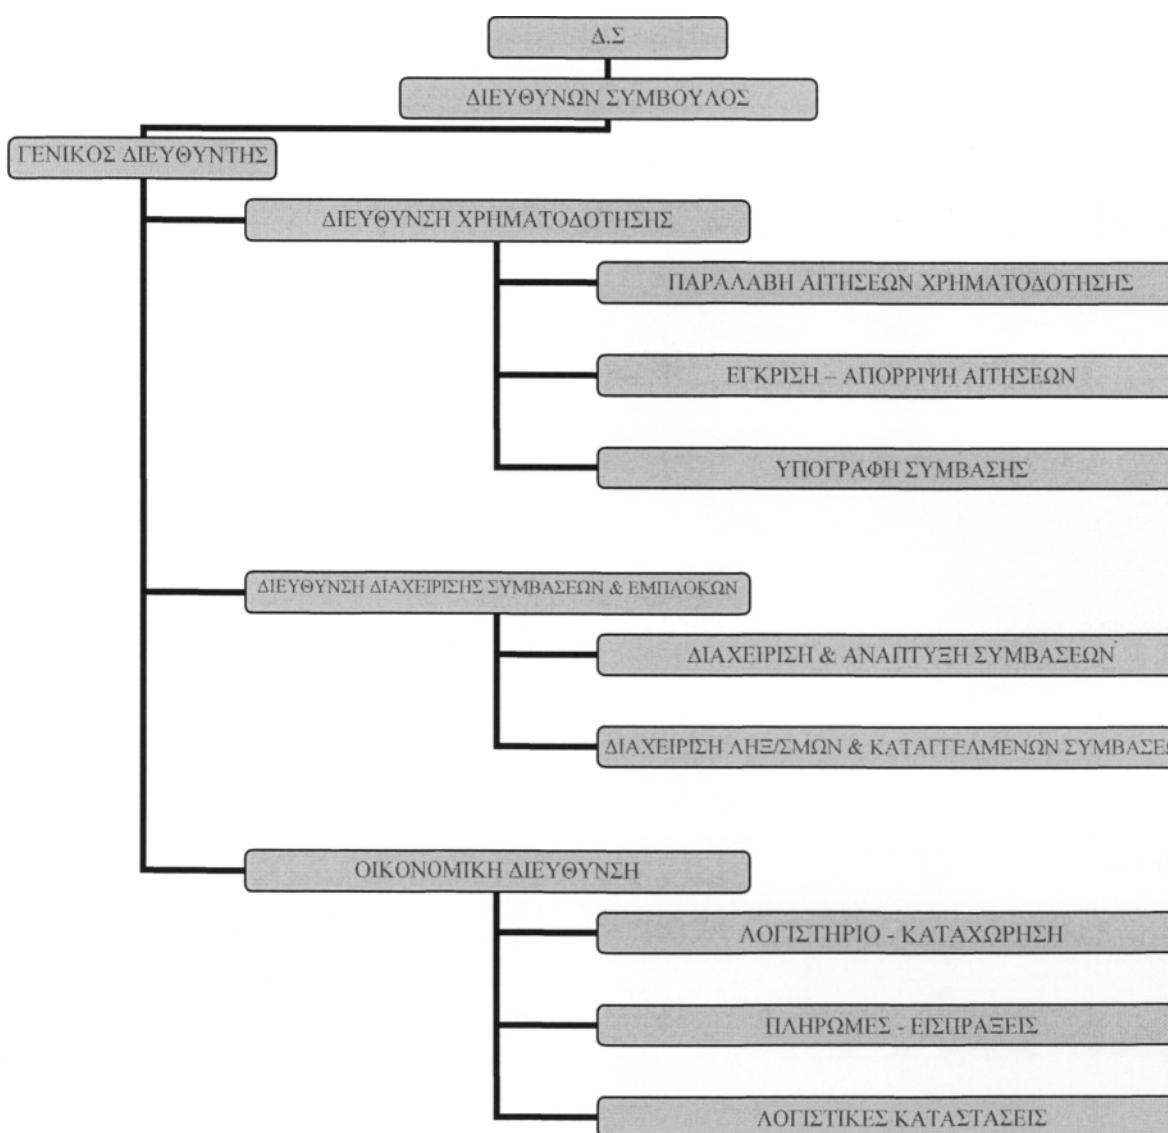 Δ.Σ
ΔΙΕΥΘΥΝΩΝ ΣΥΜΒΟΥΛΟΣ
ΓΕΝΙΚΟΣ ΔΙΕΥΘΥΝΤΗΣ
ΔΙΕΥΘΥΝΣΗ ΧΡΗΜΑΤΟΔΟΤΗΣΗΣ
ΠΑΡΑΛΑΒΗ ΑΙΤΗΣΕΩΝ ΧΡΗΜΑΤΟΔΟΤΗΣΗΣ
ΕΓΚΡΙΣΗ – ΑΠΟΡΡΙΨΗ ΑΙΤΗΣΕΩΝ
ΥΠΟΓΡΑΦΗ ΣΥΜΒΑΣΗΣ
ΔΙΕΥΘΥΝΣΗ ΔΙΑΧΕΙΡΙΣΗΣ ΣΥΜΒΑΣΕΩΝ & ΕΜΠΛΟΚΩΝ
ΔΙΑΧΕΙΡΙΣΗ & ΑΝΑΠΤΥΞΗ ΣΥΜΒΑΣΕΩΝ
ΔΙΑΧΕΙΡΙΣΗ ΛΗΞ/ΣΜΩΝ & ΚΑΤΑΓΓΕΛΜΕΝΩΝ ΣΥΜΒΑΣΕΩ
ΟΙΚΟΝΟΜΙΚΗ ΔΙΕΥΘΥΝΣΗ
ΛΟΓΙΣΤΗΡΙΟ - ΚΑΤΑΧΩΡΗΣΗ
ΠΛΗΡΩΜΕΣ - ΕΙΣΠΡΑΞΕΙΣ
ΛΟΓΙΣΤΙΚΕΣ ΚΑΤΑΣΤΑΣΕΙΣ